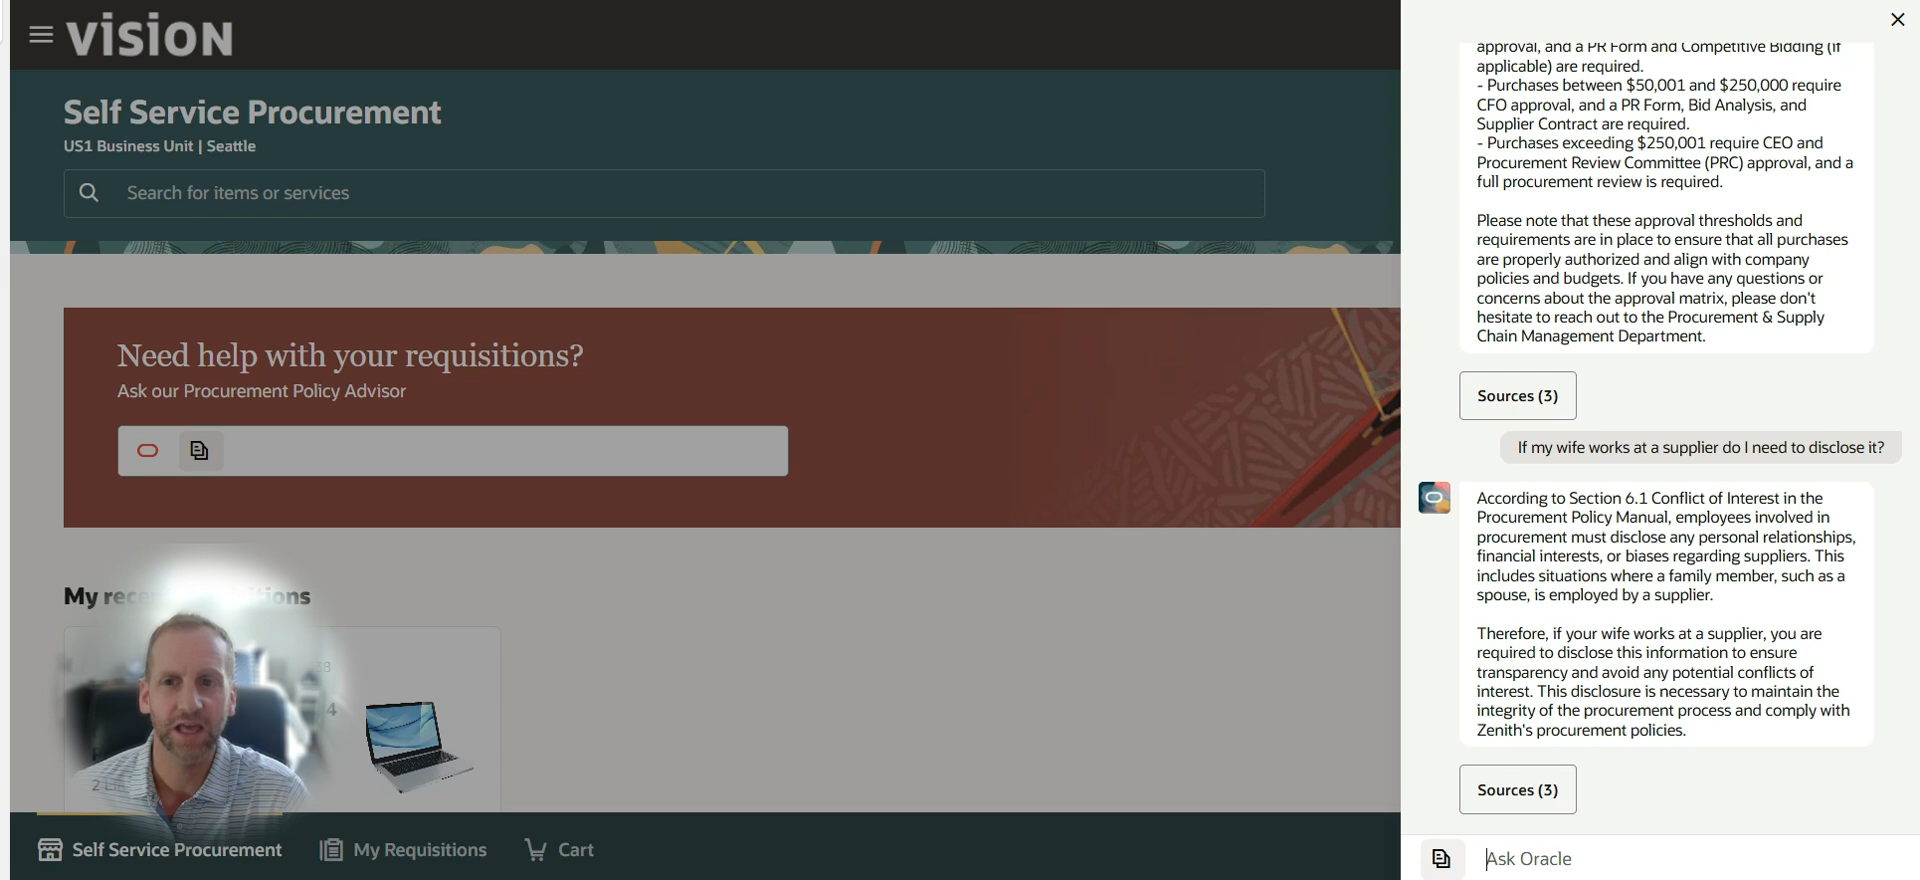 VISION
Self Service Procurement
US1 Business Unit | Seattle
Search for items or services
Need help with your requisitions?
Ask our Procurement Policy Advisor
My
Self Service Procurement
My Requisitions
Cart
approval, and a PR Form and Competitive Bidding (if
applicable) are required.
- Purchases between $50,001 and $250,000 require
CFO approval, and a PR Form, Bid Analysis, and
Supplier Contract are required.
- Purchases exceeding $250,001 require CEO and
Procurement Review Committee (PRC) approval, and a
full procurement review is required.
Please note that these approval thresholds and
requirements are in place to ensure that all purchases
are properly authorized and align with company
policies and budgets. If you have any questions or
concerns about the approval matrix, please don't
hesitate to reach out to the Procurement & Supply
Chain Management Department.
Sources (3)
If my wife works at a supplier do I need to disclose it?
According to Section 6.1 Conflict of Interest in the
Procurement Policy Manual, employees involved in
procurement must disclose any personal relationships,
financial interests, or biases regarding suppliers. This
includes situations where a family member, such as a
spouse, is employed by a supplier.
Therefore, if your wife works at a supplier, you are
required to disclose this information to ensure
transparency and avoid any potential conflicts of
interest. This disclosure is necessary to maintain the
integrity of the procurement process and comply with
Zenith's procurement policies.
Sources (3)
Ask Oracle